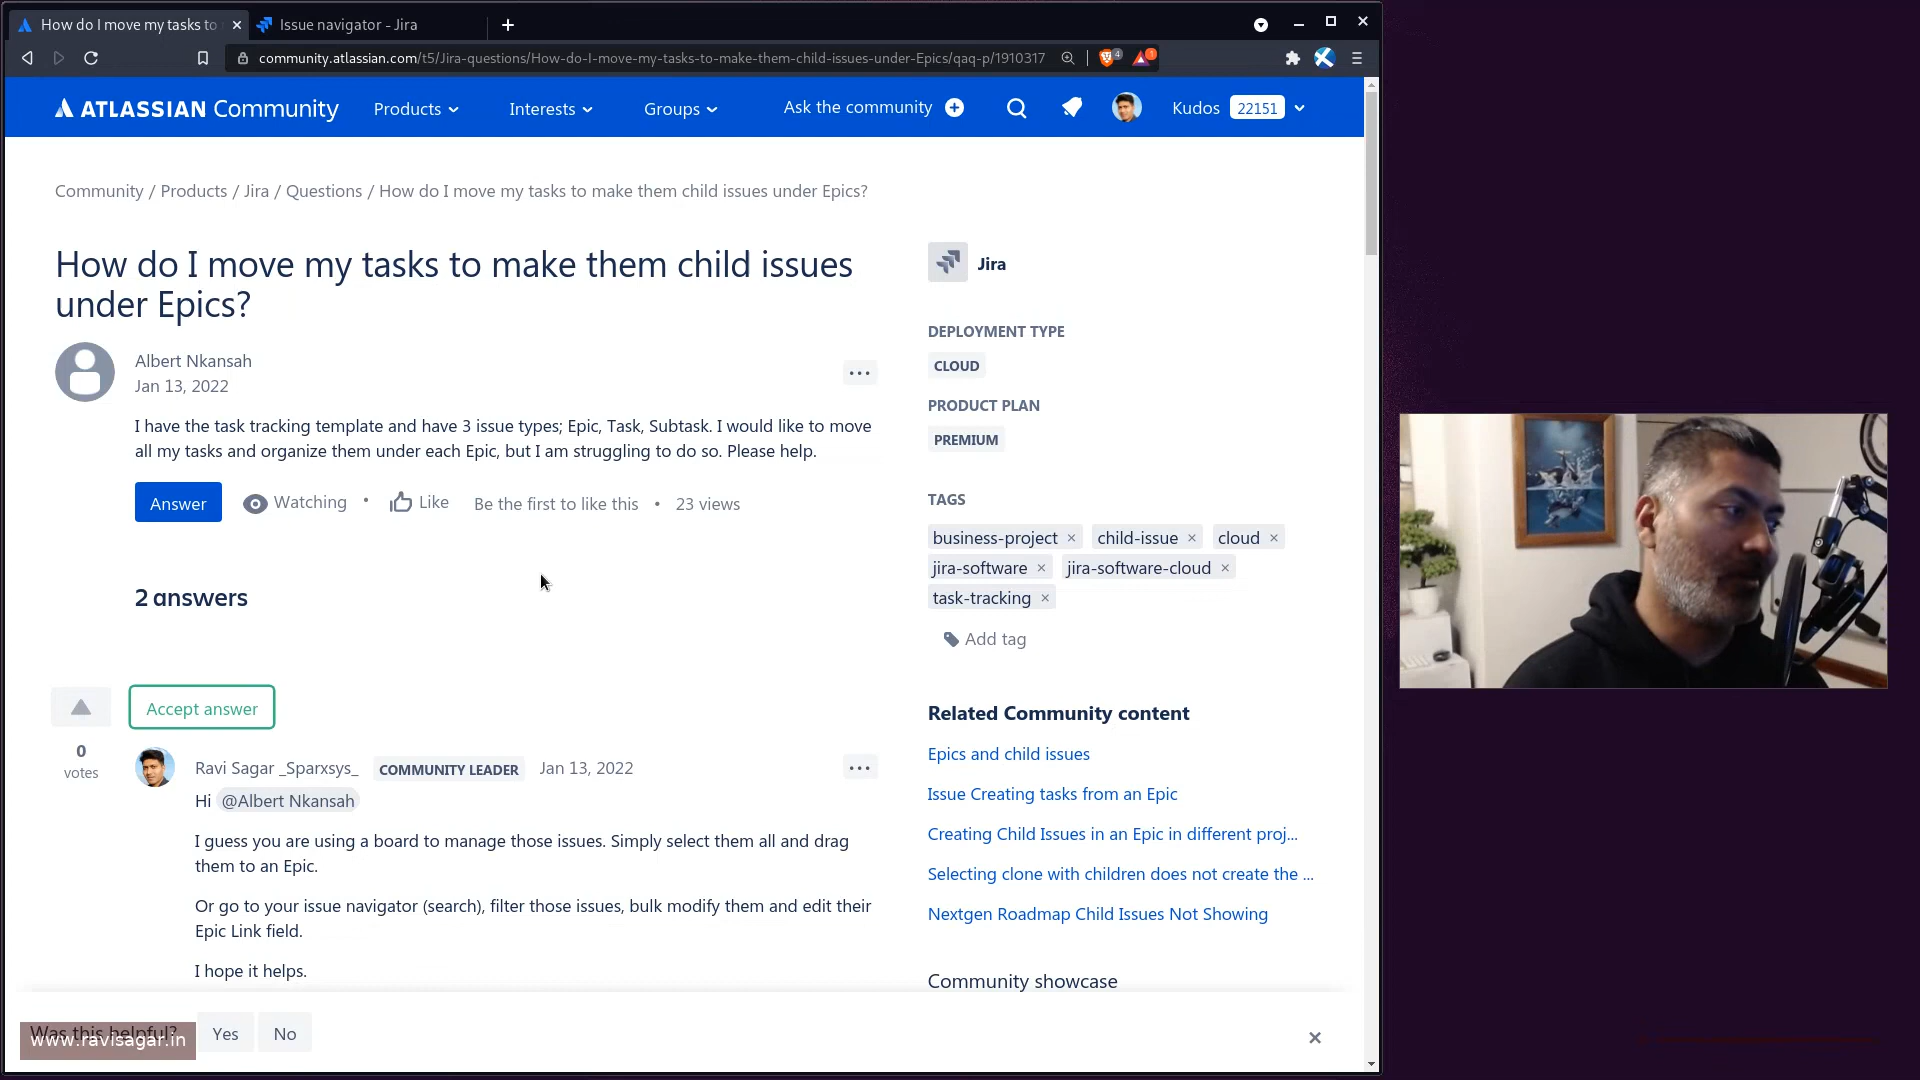 How do I move my tasks to
Issue navigator - Jira
community.atlassian.com/t5/Jira-questions/How-do-I-move-my-tasks-to-make-them-child-issues-under-Epics/qaq-p/1910317
4
1
ATLASSIAN Community
Products
Interests
Groups
Ask the community
Kudos 22151
Community / Products / Jira / Questions / How do I move my tasks to make them child issues under Epics?
How do I move my tasks to make them child issues
under Epics?
Albert Nkansah
Jan 13, 2022
I have the task tracking template and have 3 issue types; Epic, Task, Subtask. I would like to move
all my tasks and organize them under each Epic, but I am struggling to do so. Please help.
Answer
Watching • Like Be the first to like this • 23 views
2 answers
Accept answer
0
votes
Ravi Sagar _Sparxsys_ COMMUNITY LEADER Jan 13, 2022
Hi @Albert Nkansah
I guess you are using a board to manage those issues. Simply select them all and drag
them to an Epic.
Or go to your issue navigator (search), filter those issues, bulk modify them and edit their
Epic Link field.
I hope it helps.
Jira
DEPLOYMENT TYPE
CLOUD
PRODUCT PLAN
PREMIUM
TAGS
business-project × child-issue × cloud ×
jira-software × jira-software-cloud ×
task-tracking ×
Add tag
Related Community content
Epics and child issues
Issue Creating tasks from an Epic
Creating Child Issues in an Epic in different proj...
Selecting clone with children does not create the ...
Nextgen Roadmap Child Issues Not Showing
Community showcase
Was this helpful?
Yes
No
www.ravisagar.in